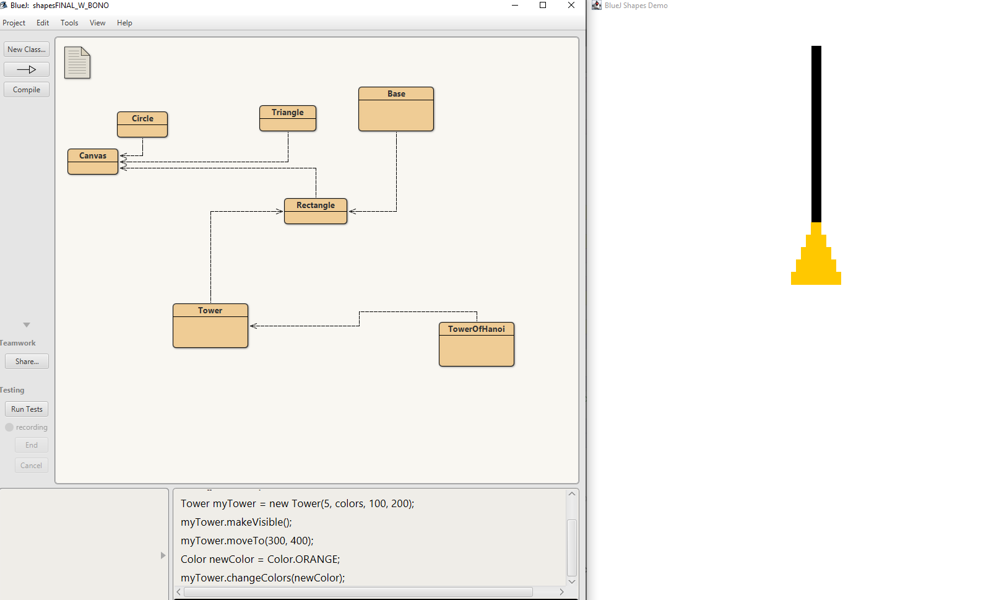 BlueJ: shapesFINAL_W_BONO
BlueJ Shapes Demo
Project Edit Tools View Help
New Class...
Compile
Base
Triangle
Circle
Canvas
Rectangle
Tower
TowerOfHanoi
Teamwork
Share...
Testing
Run Tests
recording
End
Cancel
Tower myTower = new Tower(5, colors, 100, 200);
myTower.makeVisible();
myTower.moveTo(300, 400);
Color newColor = Color.ORANGE;
myTower.changeColors(newColor);